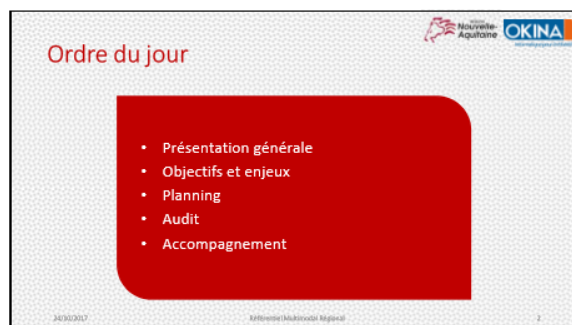 Nouvelle-
Aquitaine
OKINA
Ordre du jour
• Présentation générale
• Objectifs et enjeux
• Planning
• Audit
• Accompagnement
24/10/2017
Référentiel Multimodal Régional
2